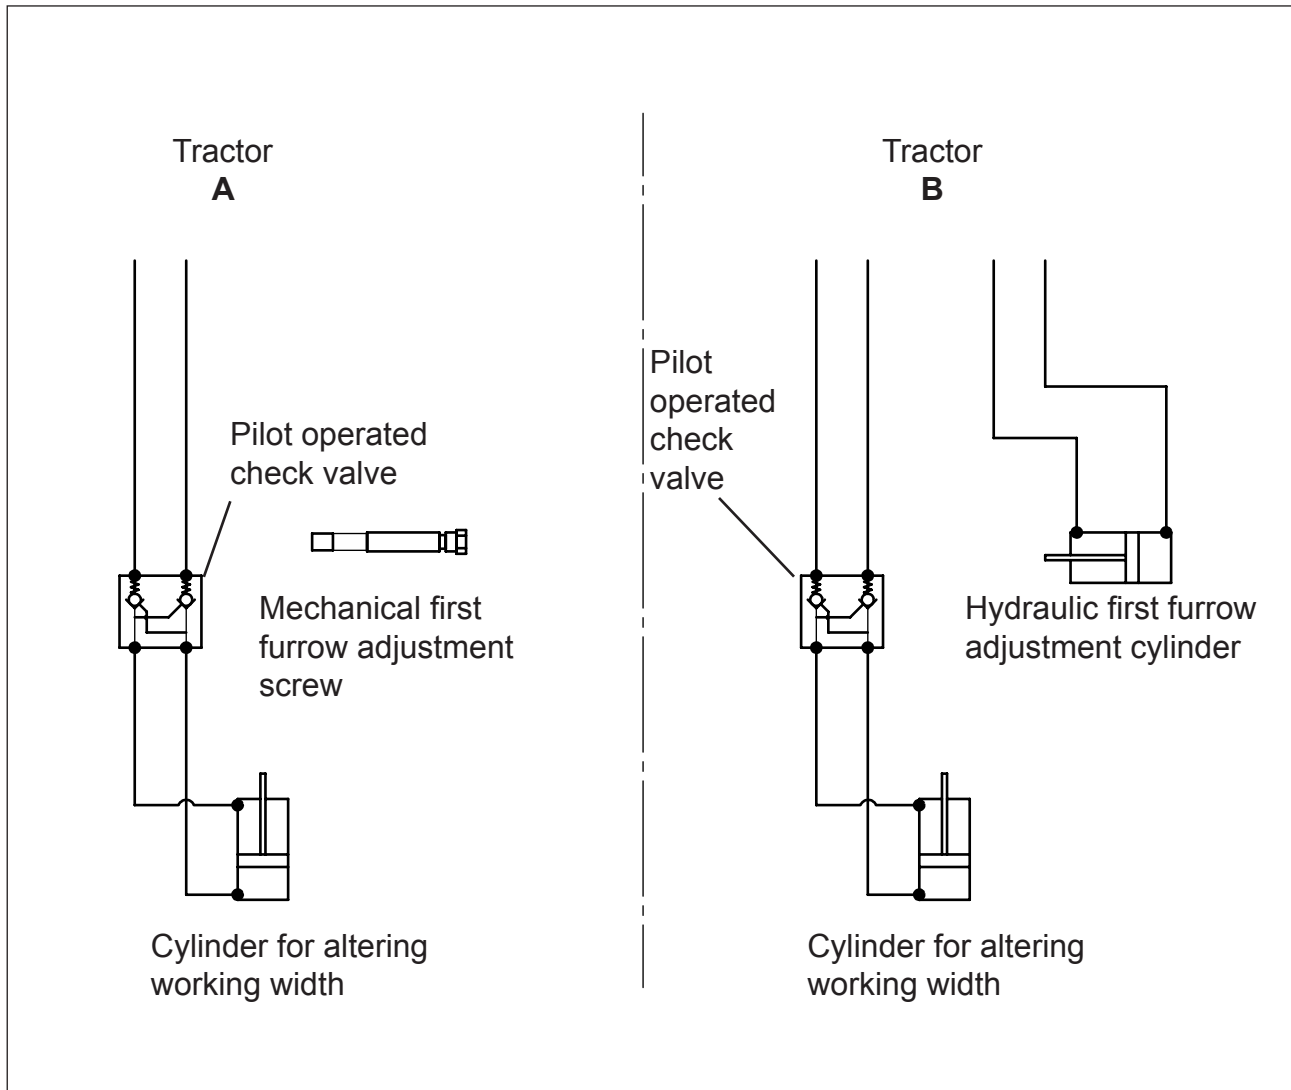 Tractor
A
Pilot operated
check valve
Mechanical first
furrow adjustment
screw
Cylinder for altering
working width
Tractor
B
Pilot
operated
check
valve
Hydraulic first furrow
adjustment cylinder
Cylinder for altering
working width